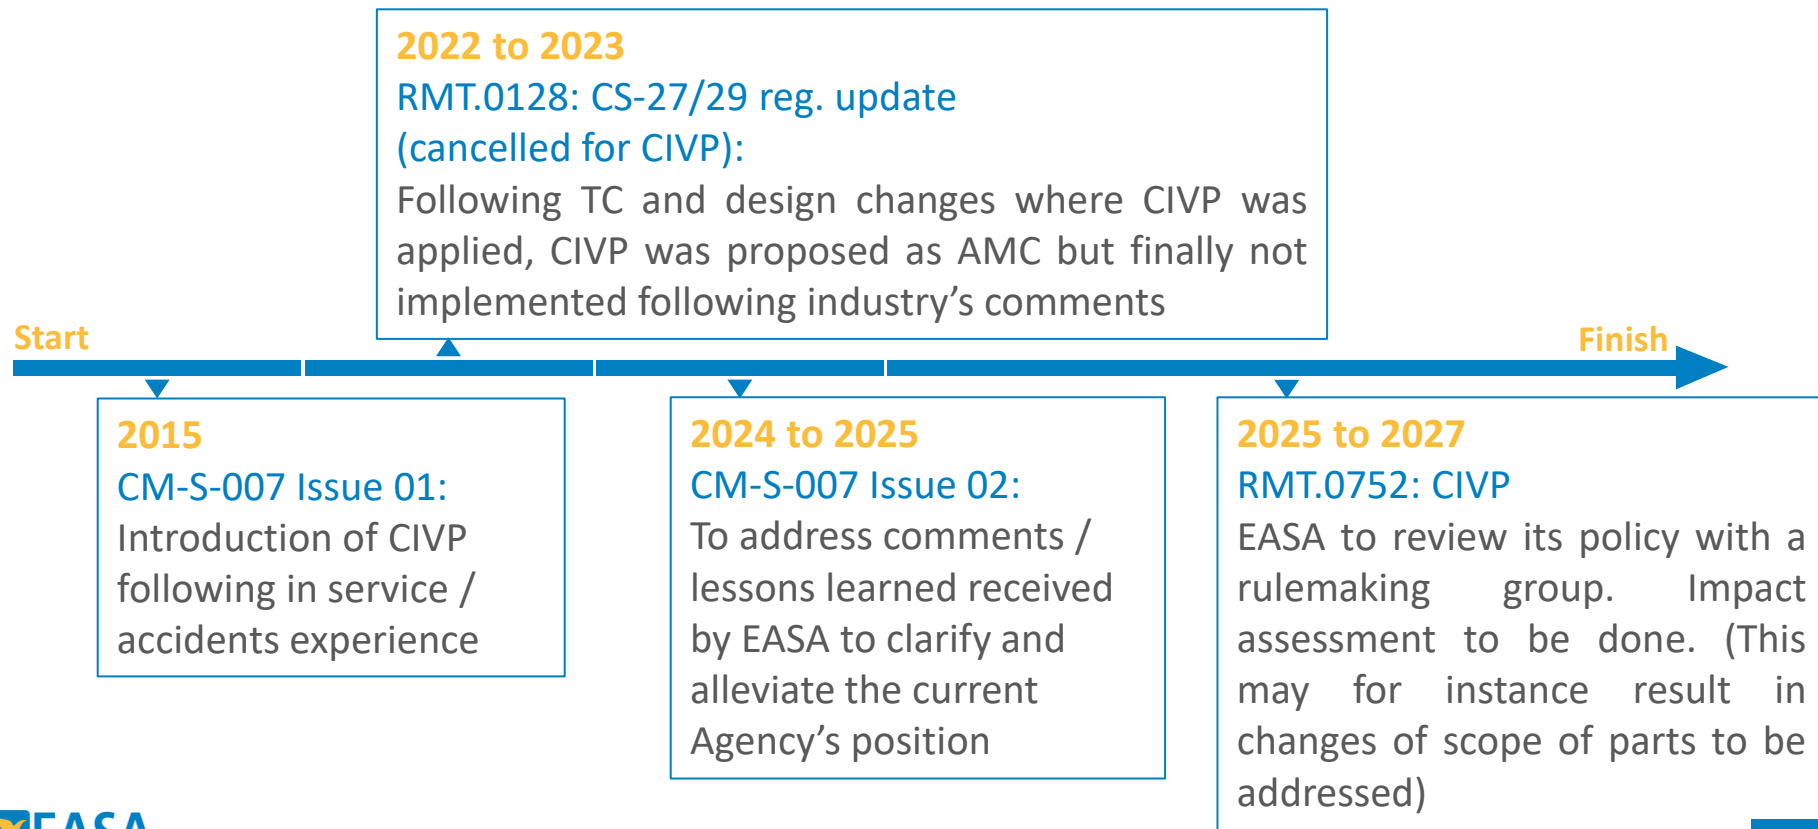 2022 to 2023
RMT.0128: CS-27/29 reg. update
(cancelled for CIVP):
Following TC and design changes where CIVP was
applied, CIVP was proposed as AMC but finally not
implemented following industry's comments
Start
Finish
2015
CM-S-007 Issue 01:
Introduction of CIVP
following in service /
accidents experience
2024 to 2025
CM-S-007 Issue 02:
To address comments /
lessons learned received
by EASA to clarify and
alleviate the current
Agency's position
2025 to 2027
RMT.0752: CIVP
EASA to review its policy with a
rulemaking group. Impact
assessment to be done. (This
may for instance result in
changes of scope of parts to be
addressed)
EASA